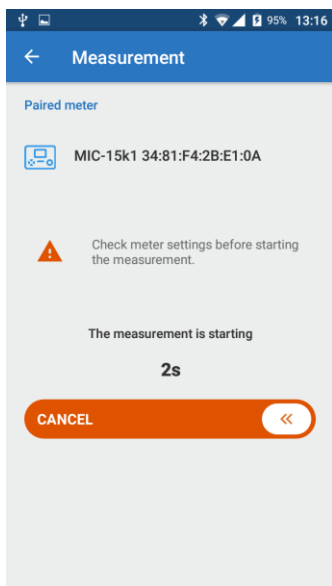 95% 13:16
Measurement
Paired meter
MIC-15k1 34:81:F4:2B:E1:0A
Check meter settings before starting
the measurement.
The measurement is starting
2s
CANCEL